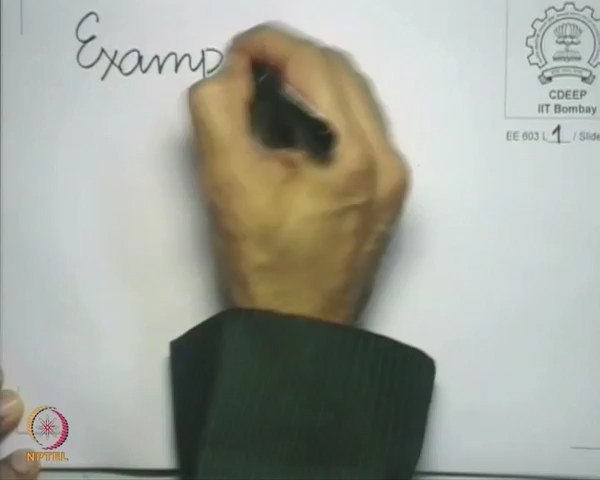 Examp
CDEEP
IIT Bombay
EE 603 L 1 / Slide
NPTEL